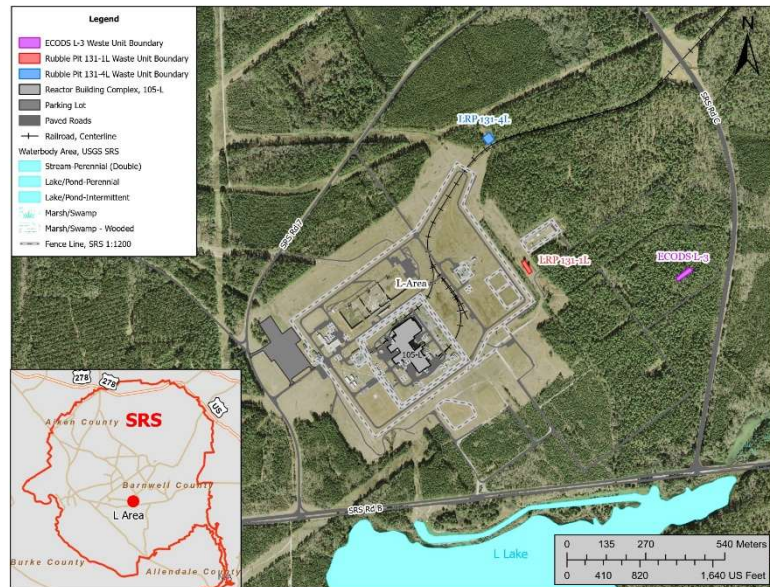 Legend
ECODS L-3 Waste Unit Boundary
Rubble Pit 131-1L Waste Unit Boundary
Rubble Pit 131-4L Waste Unit Boundary
Reactor Building Complex, 105-L
Parking Lot
Paved Roads
Railroad, Centerline
Waterbody Area, USGS SRS
Stream-Perennial (Double)
Lake/Pond-Perennial
Lake/Pond-Intermittent
Marsh/Swamp
Marsh/Swamp - Wooded
Fence Line, SRS 1:1200
N
SRS Rd C
LRP 131-4L
SRS Rd 7
LRP 131-1L
ECODS L-3
L-Area
105-L
SRS Rd B
L Lake
278
278
US
SRS
Aiken County
Barnwell County
L Area
Burke County
Allendale County
0 135 270 540 Meters
0 410 820 1,640 US Feet